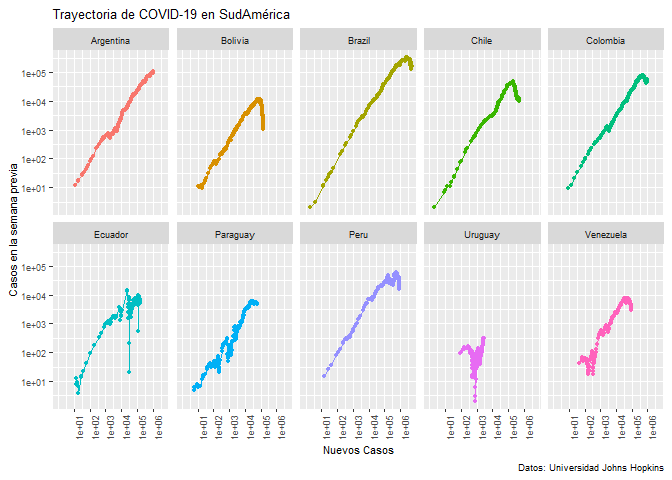 Trayectoria de COVID-19 en SudAmérica
Argentina
Bolivia
Brazil
Chile
Colombia
1e+05
1e+04
1e+03
1e+02
1e+01
Ecuador
Paraguay
Peru
Uruguay
Venezuela
1e+05
1e+04
1e+03
1e+02
1e+01
Casos en la semana previa
1e+01 1e+02 1e+03 1e+04 1e+05 1e+06
1e+01 1e+02 1e+03 1e+04 1e+05 1e+06
1e+01 1e+02 1e+03 1e+04 1e+05 1e+06
1e+01 1e+02 1e+03 1e+04 1e+05 1e+06
1e+01 1e+02 1e+03 1e+04 1e+05 1e+06
Nuevos Casos
Datos: Universidad Johns Hopkins